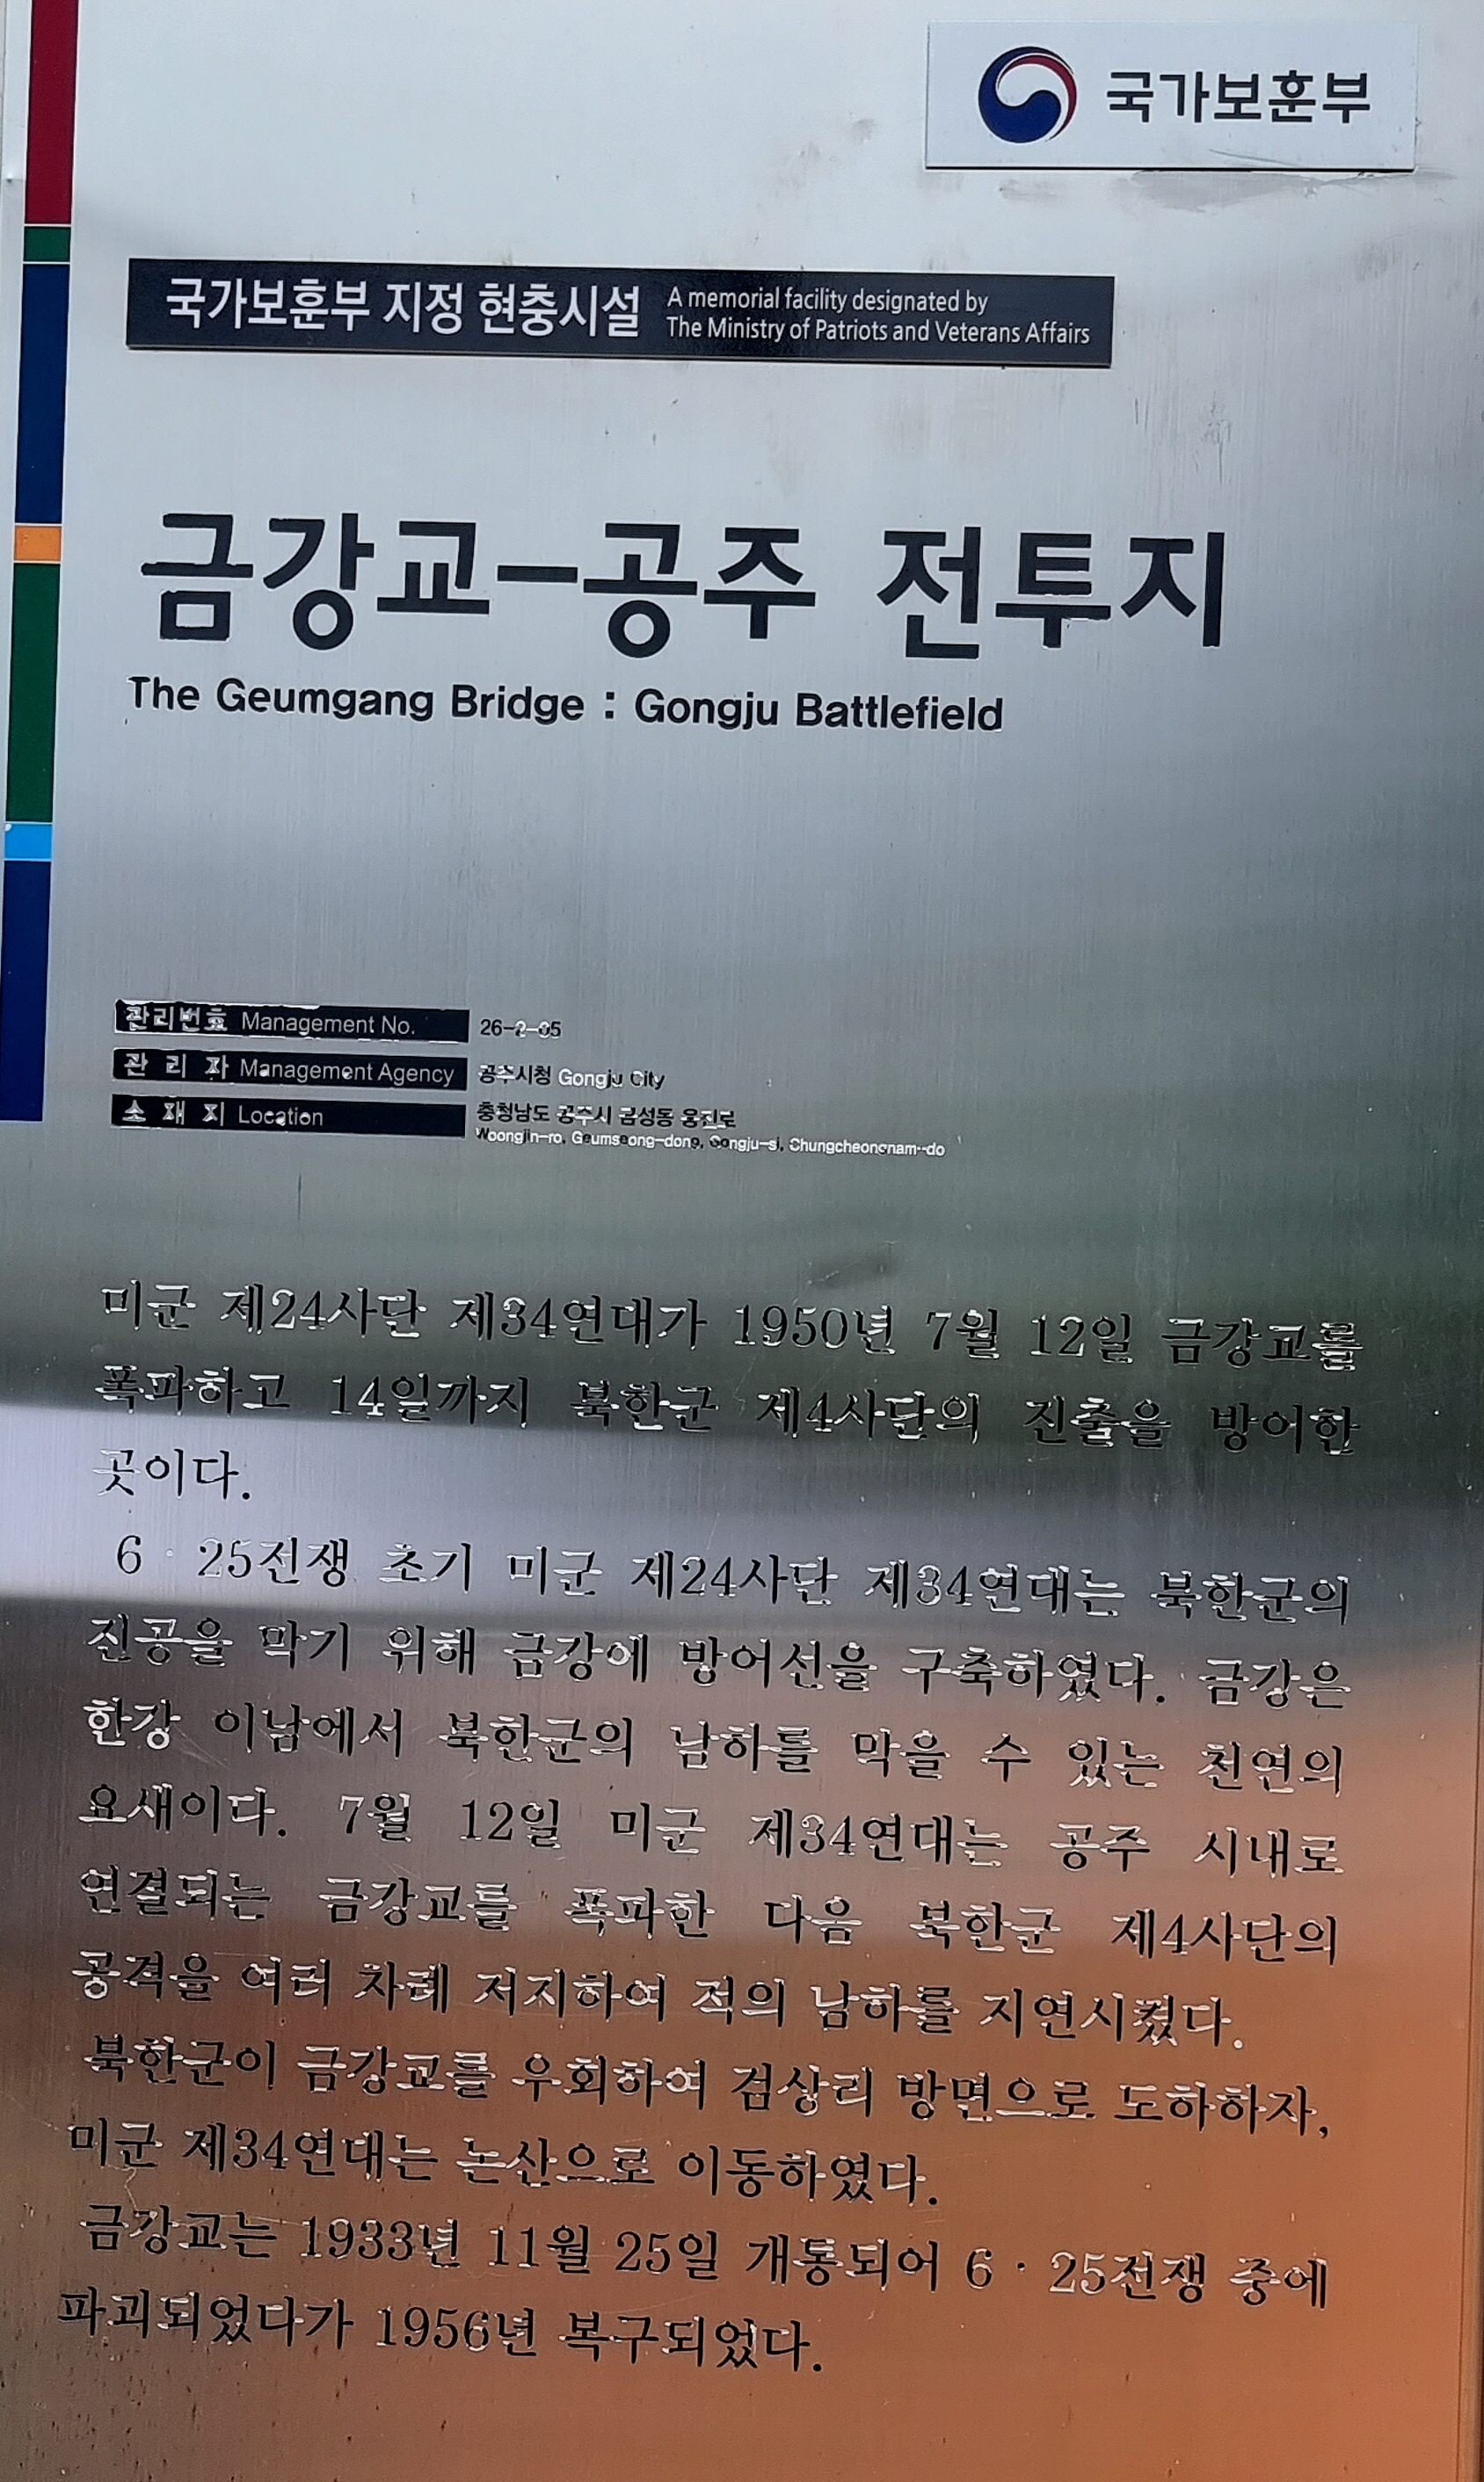 국가보훈부
국가보훈부 지정 현충시설 A memorial facility designated by
The Ministry of Patriots and Veterans Affairs
금강교-공주 전투지
The Geumgang Bridge : Gongju Battlefield
관리번호 Management No. 26-2-05
관 리 자 Management Agency 공주시청 Gongju City
소 재 지 Location 충청남도 공주시 금성동 웅진로
Woongjin-ro, Geumseong-dong, Gongju-si, Chungcheongnam-do
미군 제24사단 제34연대가 1950년 7월 12일 금강교를
폭파하고 14일까지 북한군 제4사단의 진출을 방어한
곳이다.
6·25전쟁 초기 미군 제24사단 제34연대는 북한군의
진공을 막기 위해 금강에 방어선을 구축하였다. 금강은
한강 이남에서 북한군의 남하를 막을 수 있는 천연의
요새이다. 7월 12일 미군 제34연대는 공주 시내로
연결되는 금강교를 폭파한 다음 북한군 제4사단의
공격을 여러 차례 저지하여 적의 남하를 지연시켰다.
북한군이 금강교를 우회하여 검상리 방면으로 도하하자,
미군 제34연대는 논산으로 이동하였다.
금강교는 1933년 11월 25일 개통되어 6·25전쟁 중에
파괴되었다가 1956년 복구되었다.